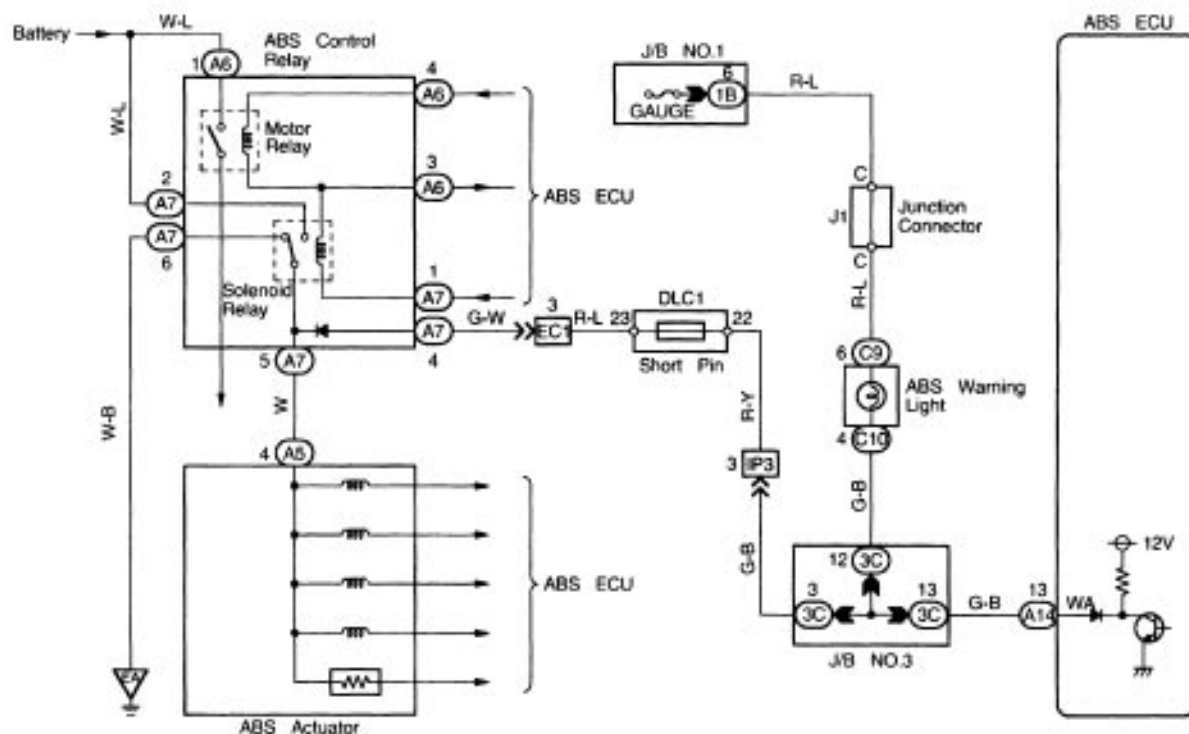 W-L
Battery
ABS Control
Relay
1 A6
4
A6
Motor
Relay
W-L
3
A6
ABS ECU
2
A7
A7
6
Solenoid
Relay
1
A7
G-W
A7
4
5 A7
3
EC1
R-L
23
DLC1
22
Short Pin
W
W-B
4 A5
R-Y
3 IP3
G-B
ABS ECU
EA
ABS Actuator
J/B NO.1
6
1B
GAUGE
R-L
C
J1
Junction
Connector
C
R-L
6 C9
ABS Warning
Light
4 C10
G-B
12 3C
3
3C
13
3C
J/B NO.3
G-B
ABS ECU
13
A14
WA
12V